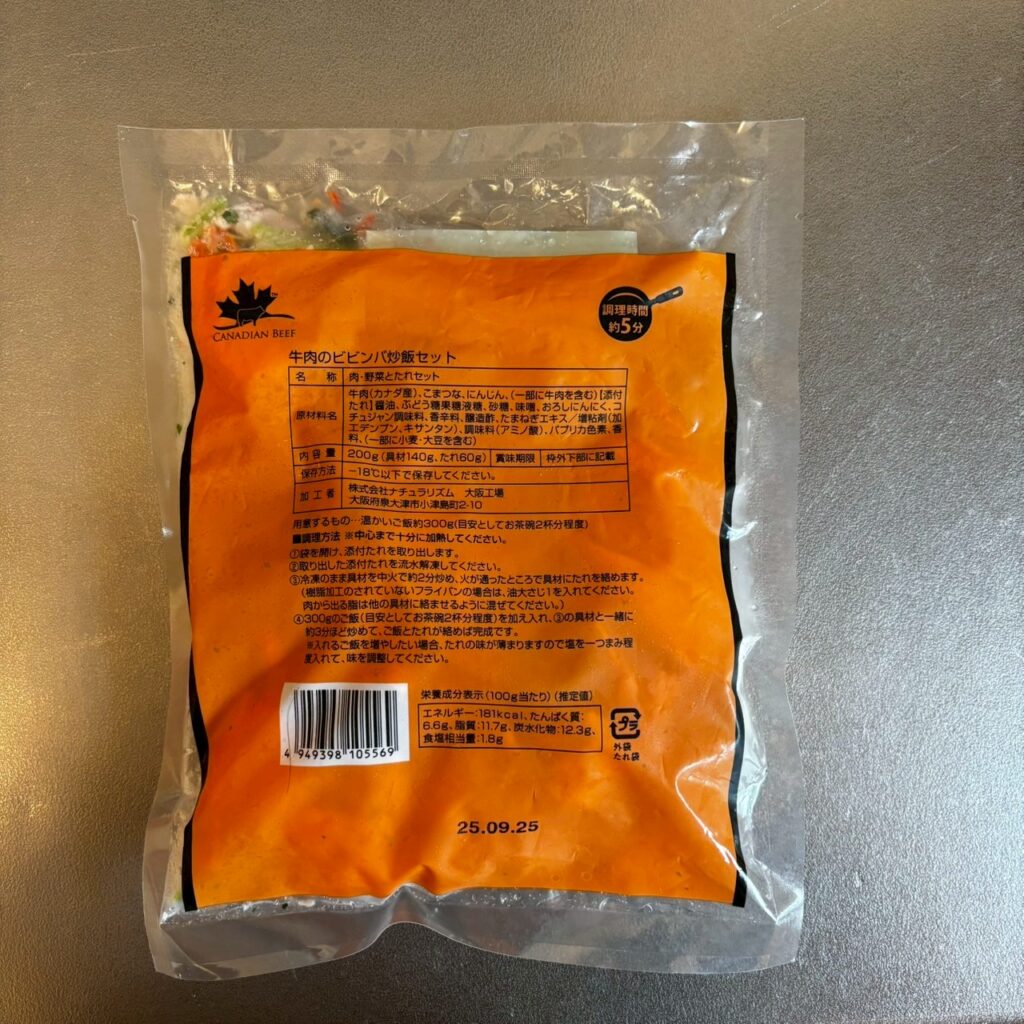 CANADIAN BEEF
調理時間
約5分
牛肉のビビンバ炒飯セット
名 称 肉・野菜とたれセット
原材料名 牛肉(カナダ産)、こまつな、にんじん、(一部に牛肉を含む)【添付
たれ】醤油、ぶどう糖果糖液糖、砂糖、味噌、おろしにんにく、コ
チュジャン調味料、香辛料、醸造酢、たまねぎエキス/増粘剤(加
工デンプン、キサンタン)、調味料(アミノ酸)、パプリカ色素、香
料、(一部に小麦・大豆を含む)
内容量 200g(具材140g、たれ60g) 賞味期限 枠外下部に記載
保存方法 -18℃以下で保存してください。
加工者 株式会社ナチュラリズム 大阪工場
大阪府泉大津市小津島町2-10
用意するもの…温かいご飯約300g(目安としてお茶碗2杯分程度)
■調理方法 ※中心まで十分に加熱してください。
①袋を開け、添付たれを取り出します。
②取り出した添付たれを流水解凍してください。
③冷凍のまま具材を中火で約2分炒め、火が通ったところで具材にたれを絡めます。
(樹脂加工のされていないフライパンの場合は、油大さじ1を入れてください。
肉から出る脂は他の具材に絡ませるように混ぜてください。)
④300gのご飯(目安としてお茶碗2杯分程度)を加え入れ、③の具材と一緒に
約3分ほど炒めて、ご飯とたれが絡めば完成です。
※入れるご飯を増やしたい場合、たれの味が薄まりますので塩を一つまみ程
度入れて、味を調整してください。
栄養成分表示(100g当たり)(推定値)
エネルギー:181kcal、たんぱく質:
6.6g、脂質:11.7g、炭水化物:12.3g、
食塩相当量:1.8g
プラ
外袋
たれ袋
4 949398 105569
25.09.25